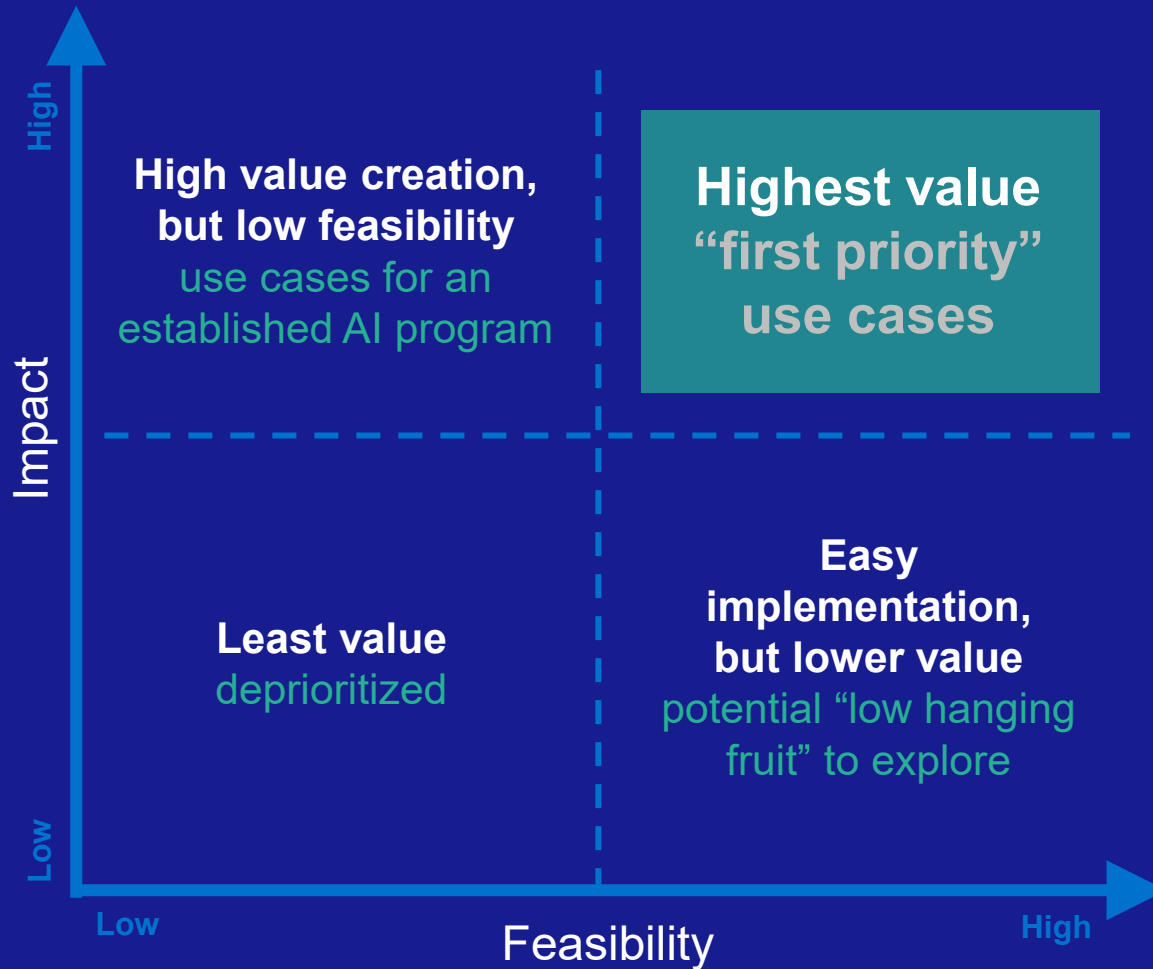 High
High value creation,
but low feasibility
use cases for an
established AI program
Highest value
“first priority”
use cases
Impact
Least value
deprioritized
Easy
implementation,
but lower value
potential “low hanging
fruit” to explore
Low
Low
Feasibility
High